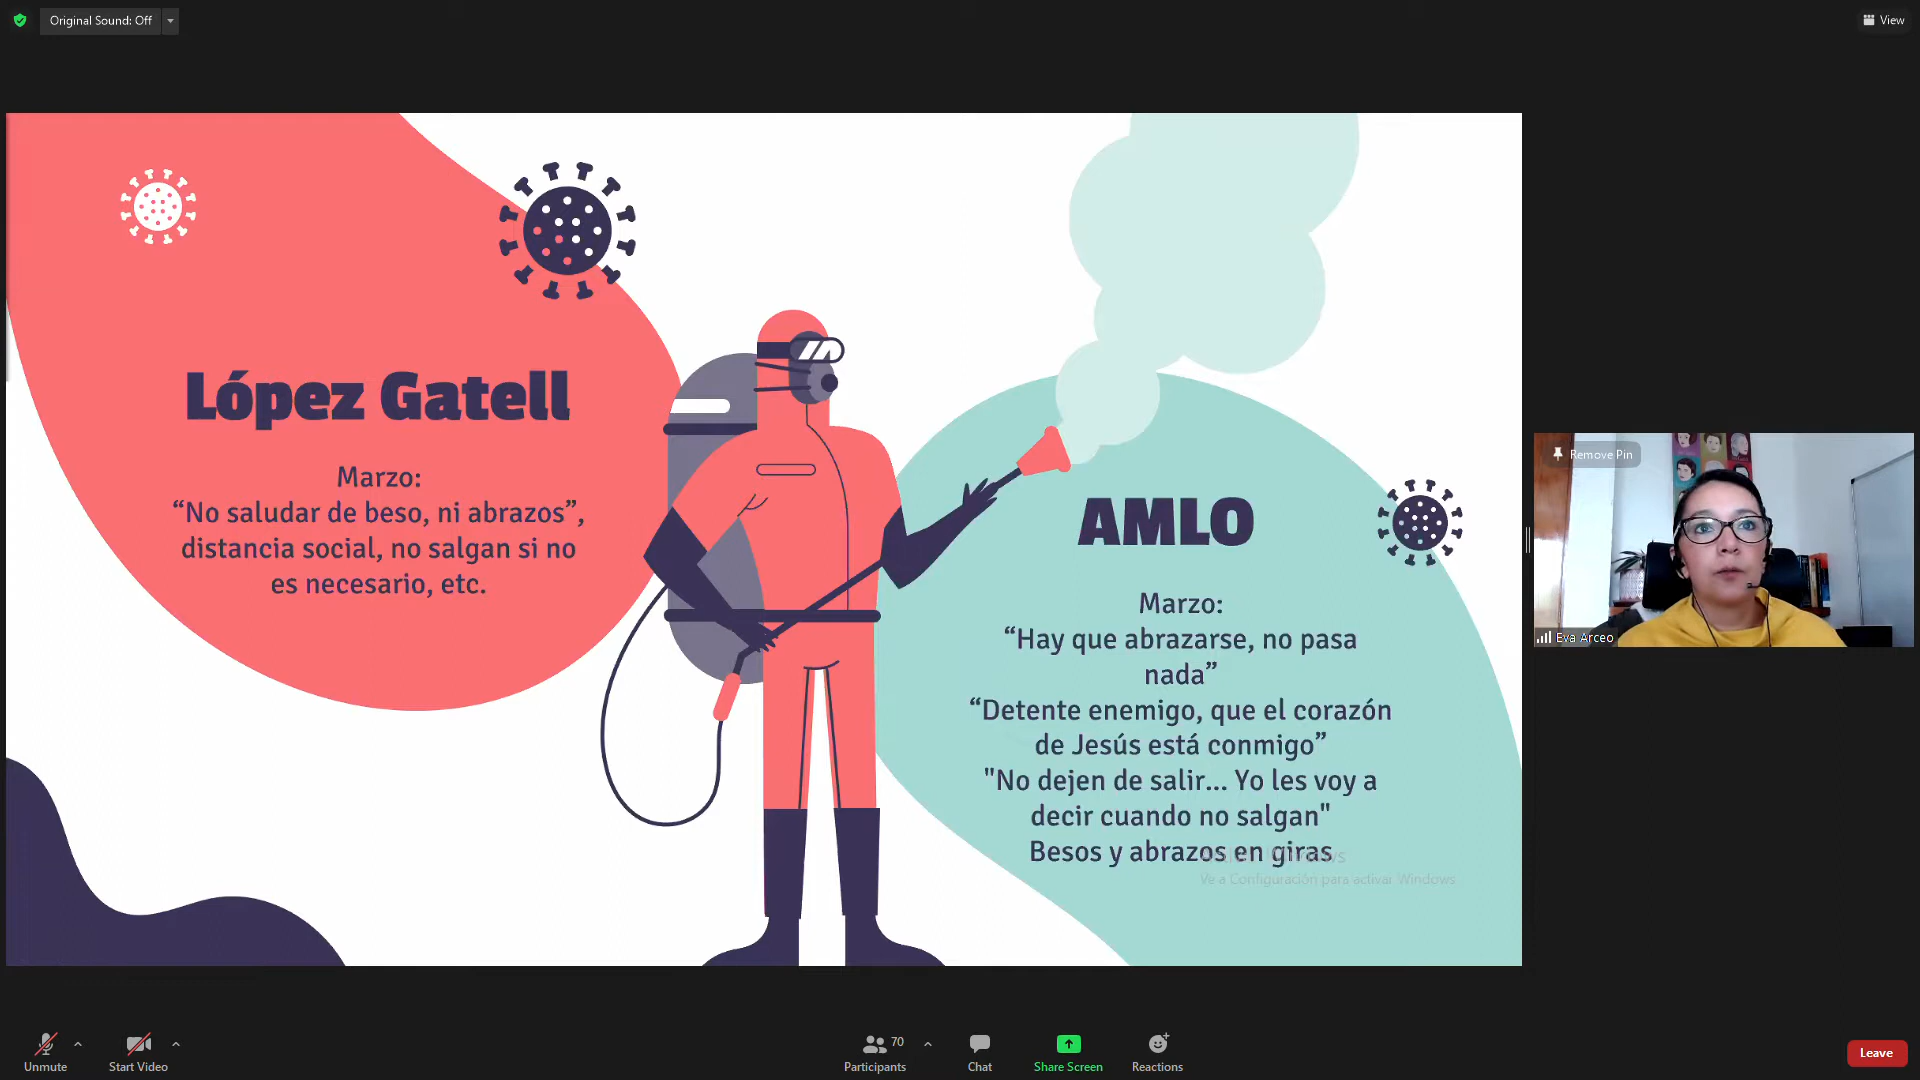 Original Sound: Off
View
López Gatell
Marzo:
“No saludar de beso, ni abrazos”,
distancia social, no salgan si no
es necesario, etc.
AMLO
Marzo:
“Hay que abrazarse, no pasa
nada”
“Detente enemigo, que el corazón
de Jesús está conmigo”
"No dejen de salir... Yo les voy a
decir cuando no salgan"
Besos y abrazos en giras
Ve a Configuración para activar Windows
Remove Pin
Eva Arceo
Unmute
Start Video
70
Participants
Chat
Share Screen
Reactions
Leave